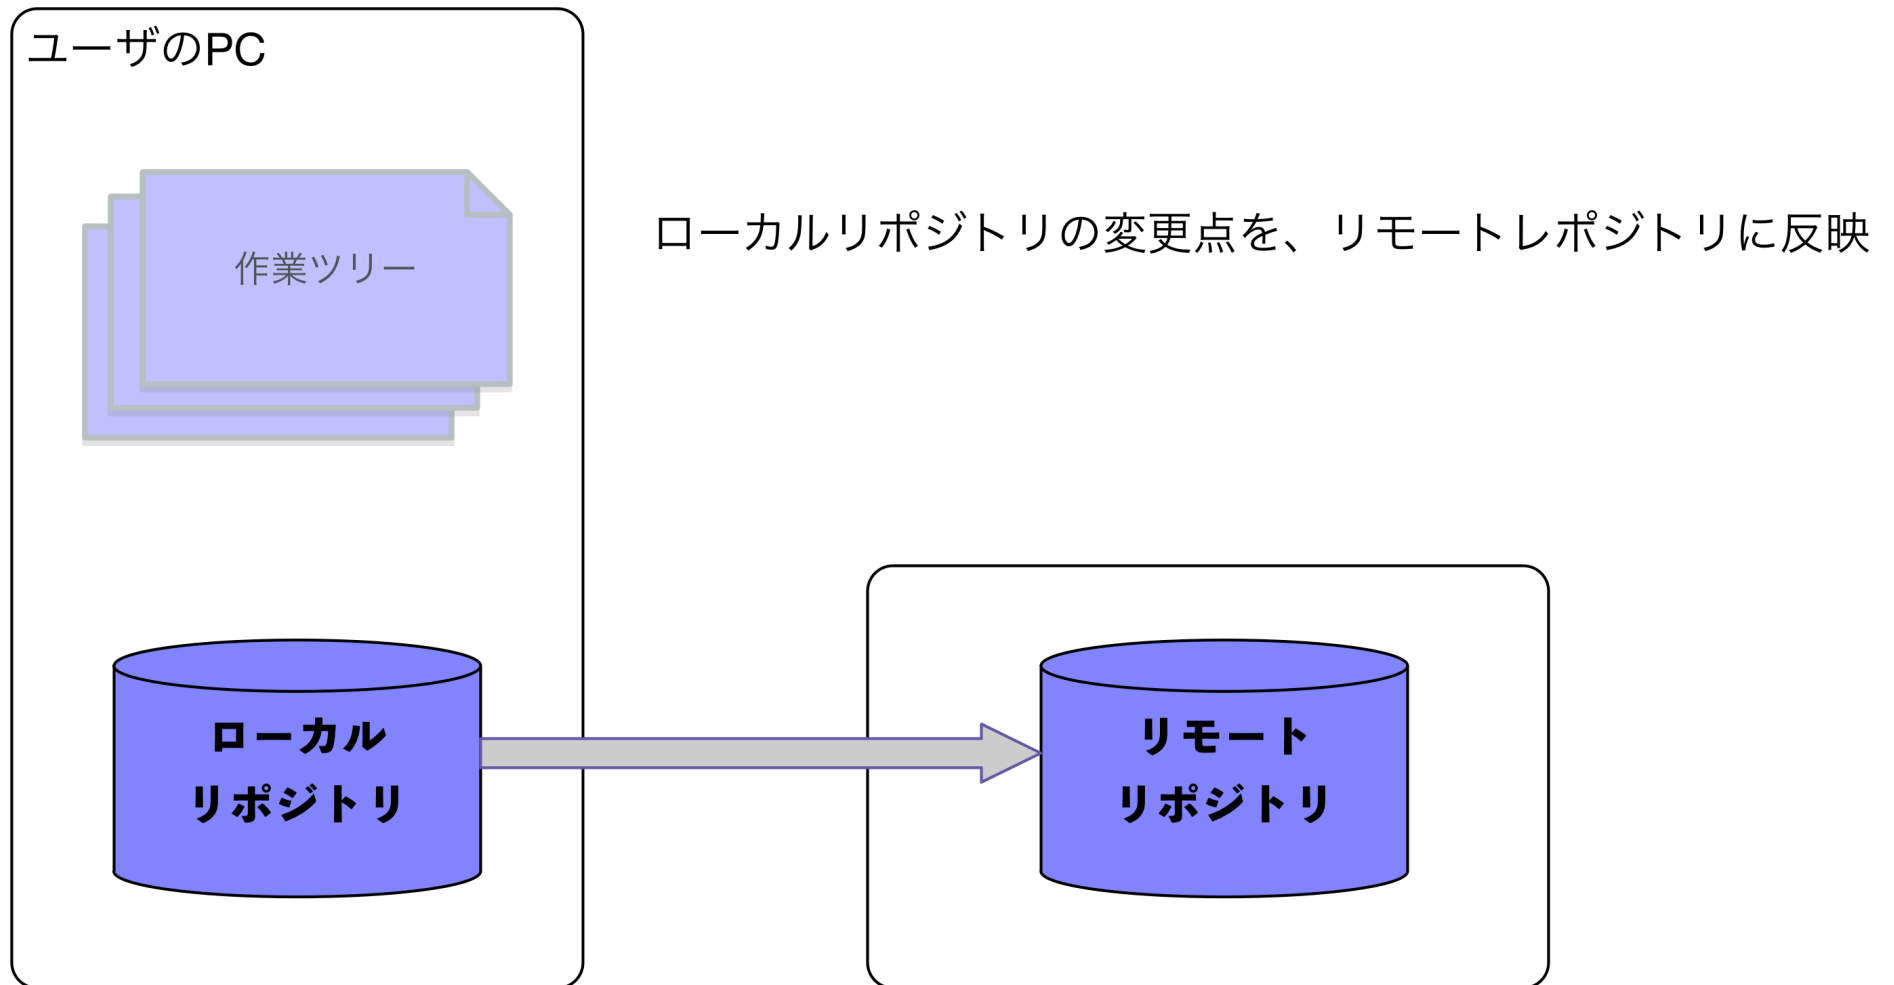 ユーザのPC
作業ツリー
ローカルリポジトリの変更点を、リモートレポジトリに反映
ローカル
リポジトリ
リモート
リポジトリ